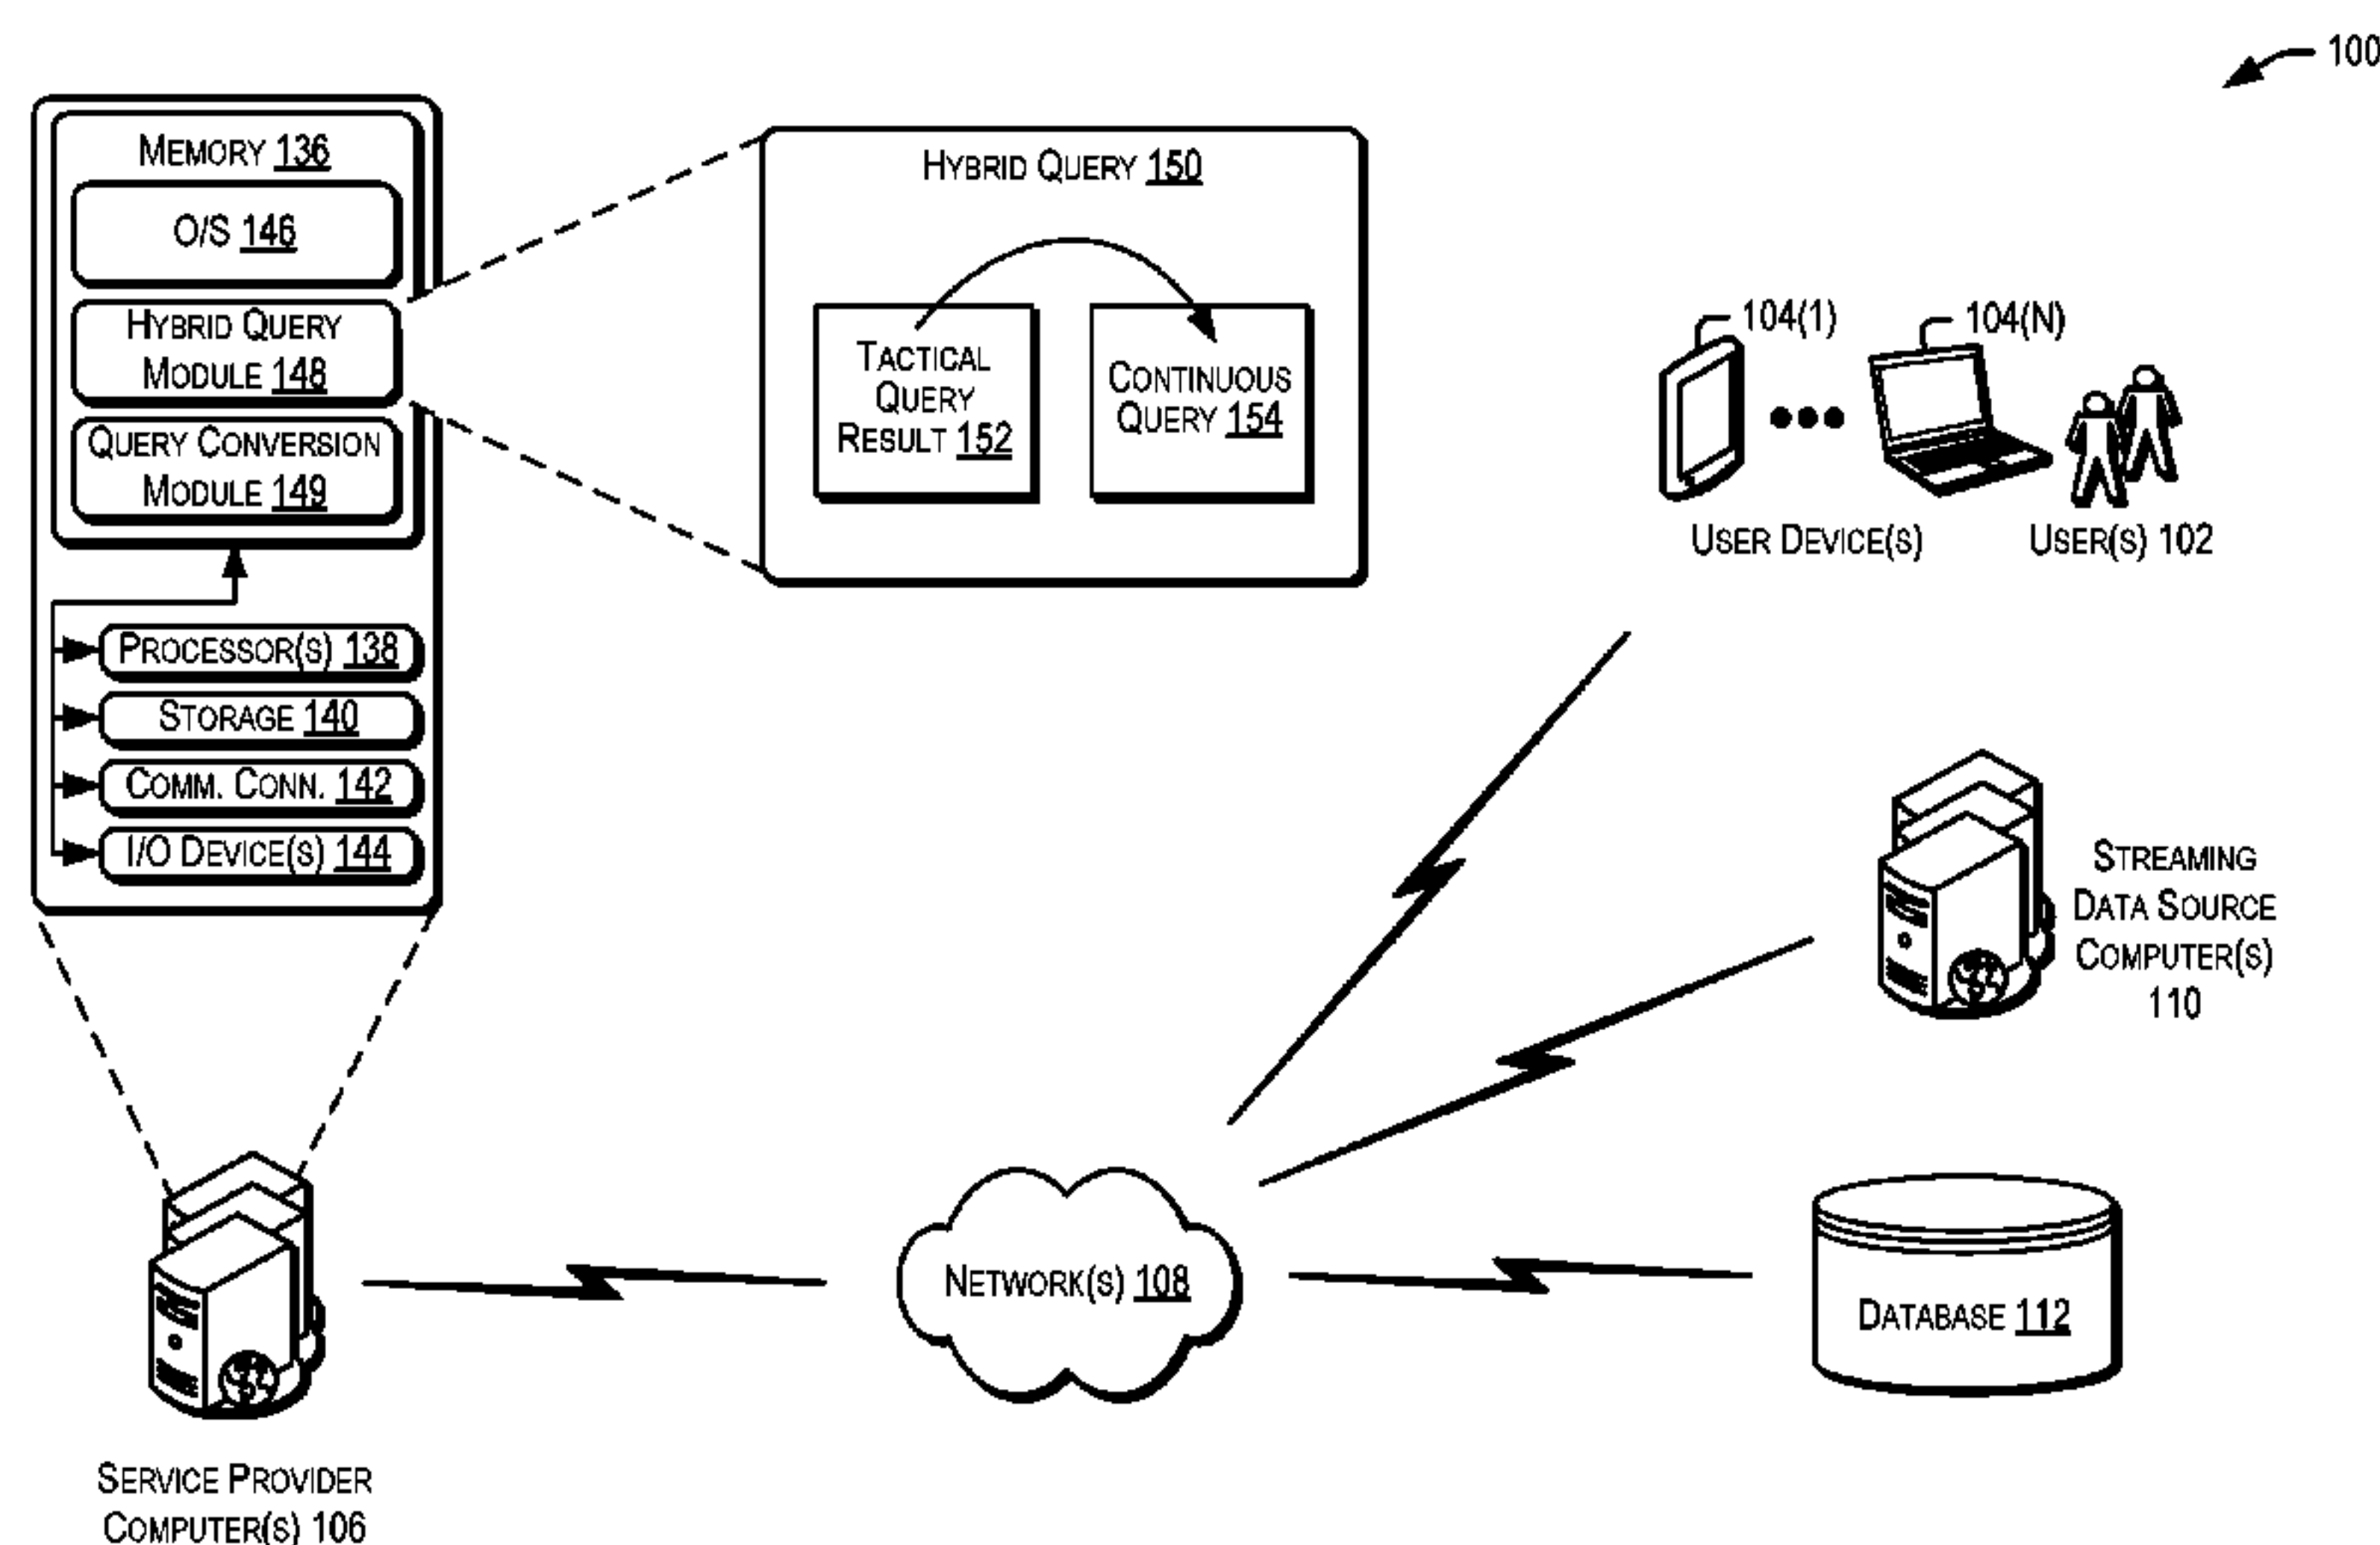 100
MEMORY 136
O/S 146
HYBRID QUERY
MODULE 148
QUERY CONVERSION
MODULE 149
PROCESSOR(S) 138
STORAGE 140
COMM. CONN. 142
I/O DEVICE(S) 144
HYBRID QUERY 150
TACTICAL
QUERY
RESULT 152
CONTINUOUS
QUERY 154
104(1)
104(N)
USER DEVICE(S)
USER(S) 102
STREAMING
DATA SOURCE
COMPUTER(S)
110
NETWORK(S) 108
DATABASE 112
SERVICE PROVIDER
COMPUTER(S) 106